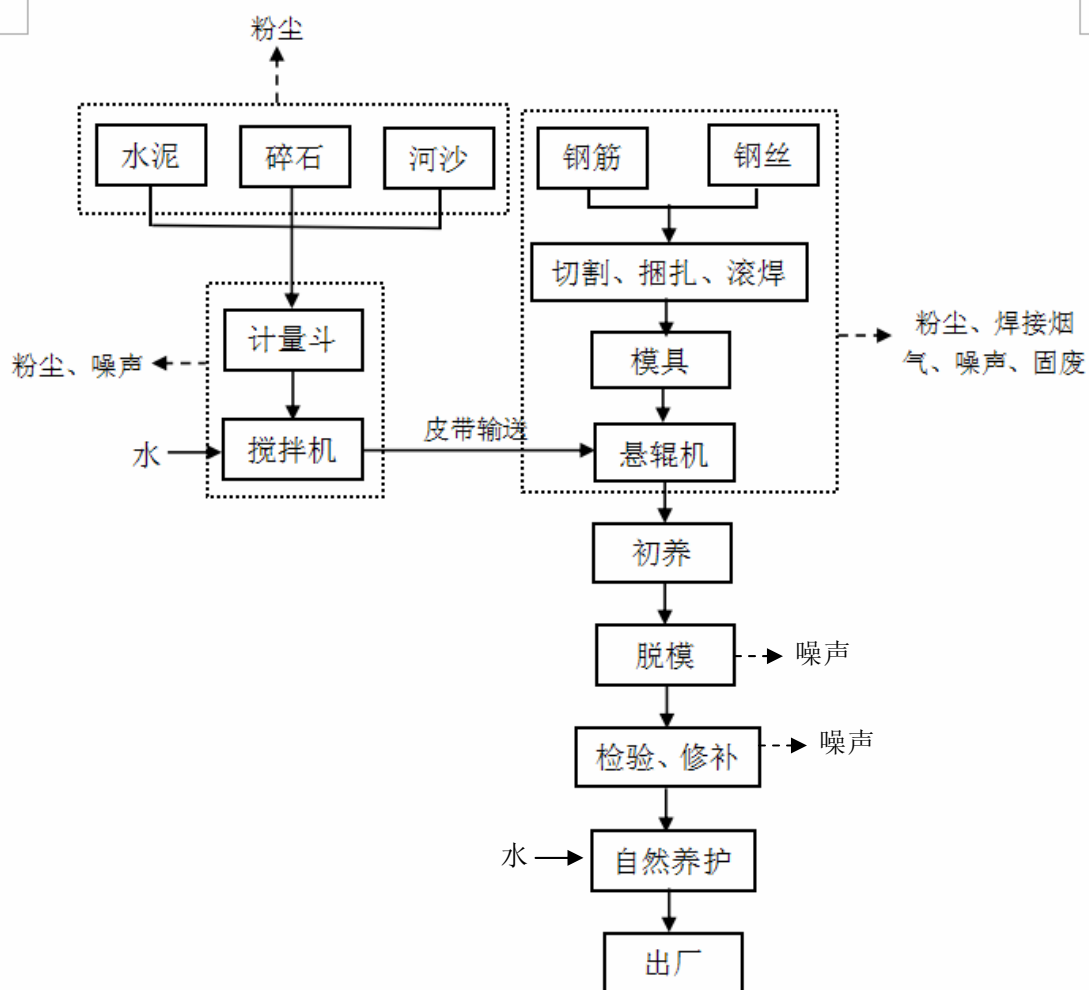 粉尘
水泥
碎石
河沙
钢筋
钢丝
切割、捆扎、滚焊
计量斗
粉尘、噪声
模具
粉尘、焊接烟
气、噪声、固废
水
搅拌机
皮带输送
悬辊机
初养
脱模
噪声
检验、修补
噪声
水
自然养护
出厂